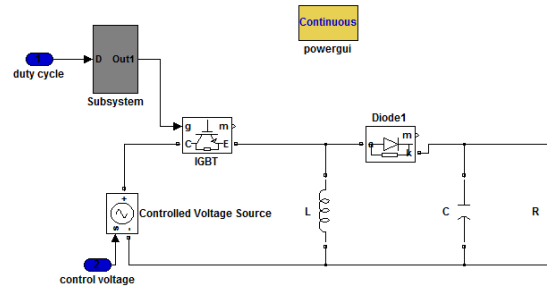 Continuous
powergui
1
duty cycle
D Out1
Subsystem
g m
C E
IGBT
Diode1
m
a k
+
Controlled Voltage Source
s -
L
C
R
2
control voltage